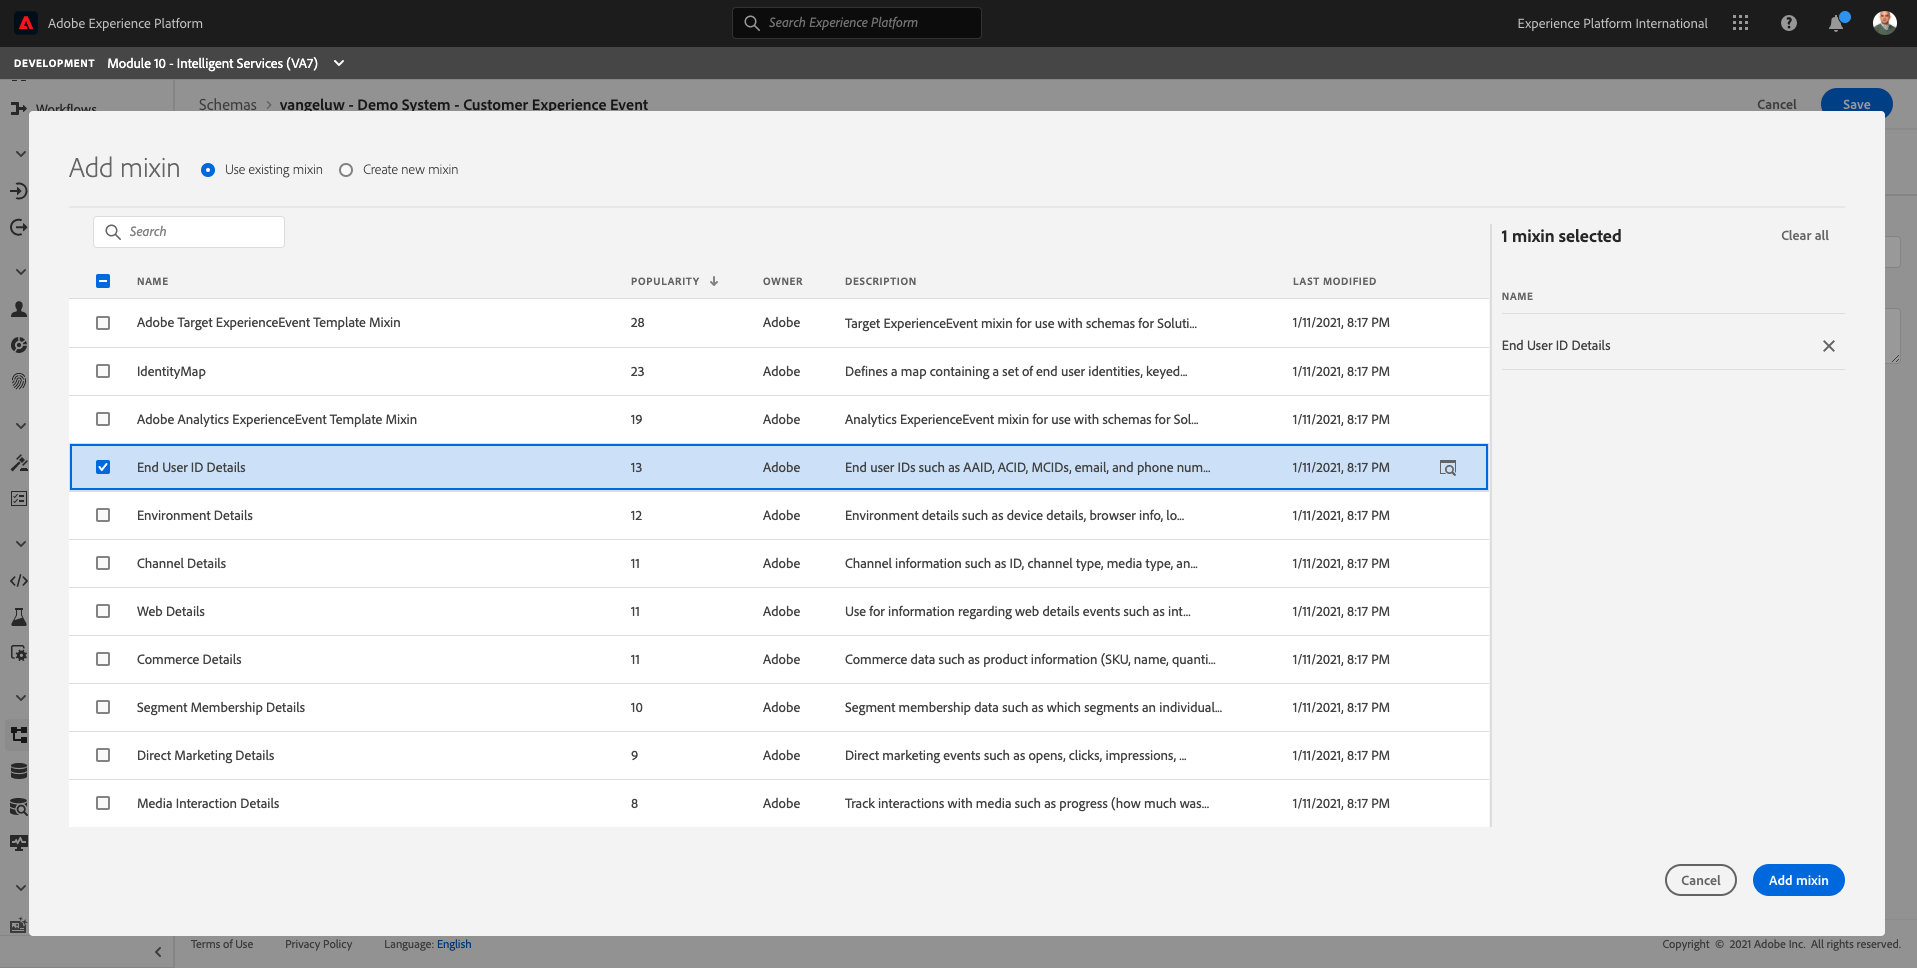 Adobe Experience Platform
Search Experience Platform
Experience Platform International
DEVELOPMENT Module 10 - Intelligent Services (VA7)
Workflows
Schemas > vangeluw - Demo System - Customer Experience Event
Cancel Save
Add mixin Use existing mixin Create new mixin
Search
1 mixin selected Clear all
NAME POPULARITY OWNER DESCRIPTION LAST MODIFIED
NAME
Adobe Target ExperienceEvent Template Mixin 28 Adobe Target ExperienceEvent mixin for use with schemas for Soluti... 1/11/2021, 8:17 PM
End User ID Details
IdentityMap 23 Adobe Defines a map containing a set of end user identities, keyed... 1/11/2021, 8:17 PM
Adobe Analytics ExperienceEvent Template Mixin 19 Adobe Analytics ExperienceEvent mixin for use with schemas for Sol... 1/11/2021, 8:17 PM
End User ID Details 13 Adobe End user IDs such as AAID, ACID, MCIDs, email, and phone num... 1/11/2021, 8:17 PM
Environment Details 12 Adobe Environment details such as device details, browser info, lo... 1/11/2021, 8:17 PM
Channel Details 11 Adobe Channel information such as ID, channel type, media type, an... 1/11/2021, 8:17 PM
Web Details 11 Adobe Use for information regarding web details events such as int... 1/11/2021, 8:17 PM
Commerce Details 11 Adobe Commerce data such as product information (SKU, name, quanti... 1/11/2021, 8:17 PM
Segment Membership Details 10 Adobe Segment membership data such as which segments an individual... 1/11/2021, 8:17 PM
Direct Marketing Details 9 Adobe Direct marketing events such as opens, clicks, impressions, ... 1/11/2021, 8:17 PM
Media Interaction Details 8 Adobe Track interactions with media such as progress (how much was... 1/11/2021, 8:17 PM
Cancel Add mixin
Terms of Use Privacy Policy Language: English Copyright © 2021 Adobe Inc. All rights reserved.